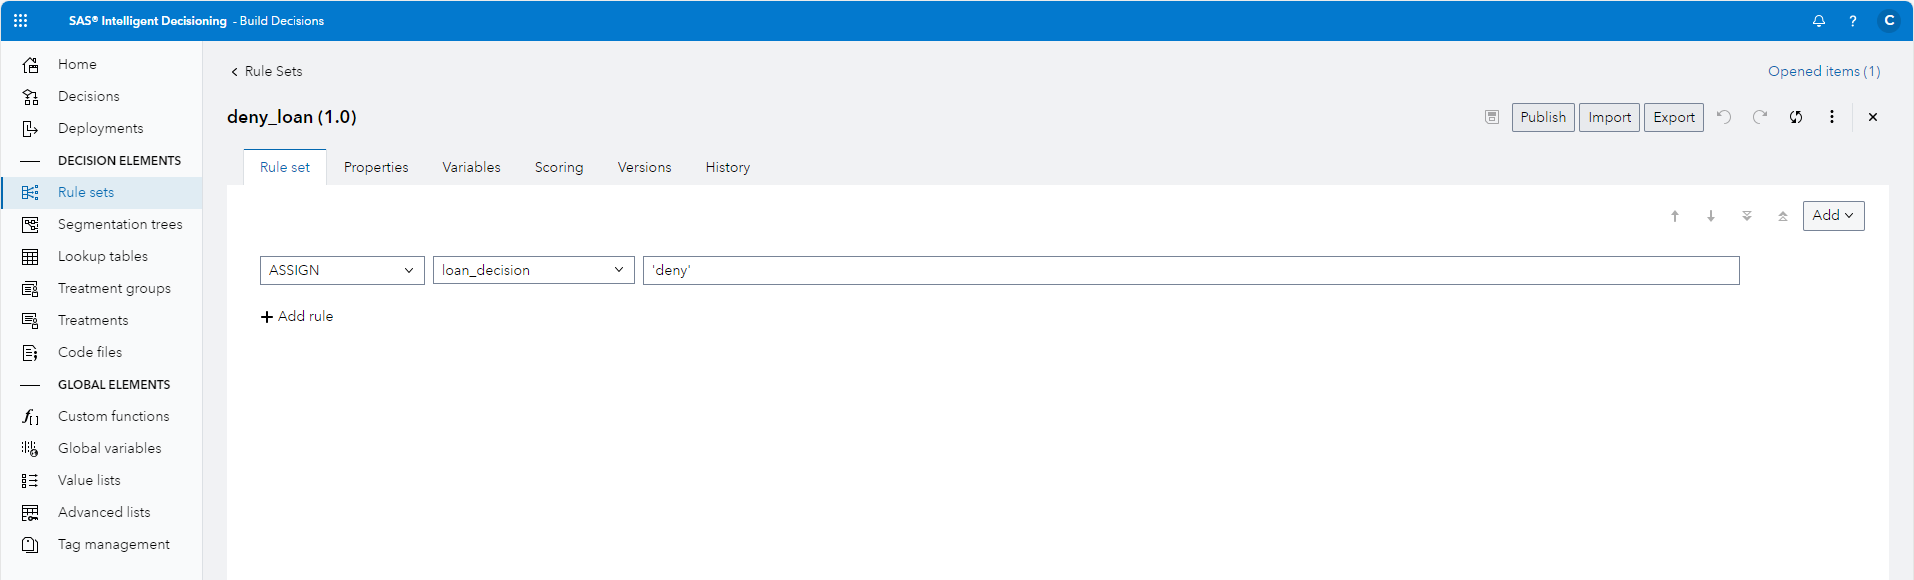 SAS® Intelligent Decisioning - Build Decisions
? C
Home
Decisions
Deployments
DECISION ELEMENTS
Rule sets
Segmentation trees
Lookup tables
Treatment groups
Treatments
Code files
GLOBAL ELEMENTS
Custom functions
Global variables
Value lists
Advanced lists
Tag management
Rule Sets
Opened items (1)
deny_loan (1.0)
Publish Import Export
Rule set Properties Variables Scoring Versions History
Add
ASSIGN loan_decision 'deny'
Add rule